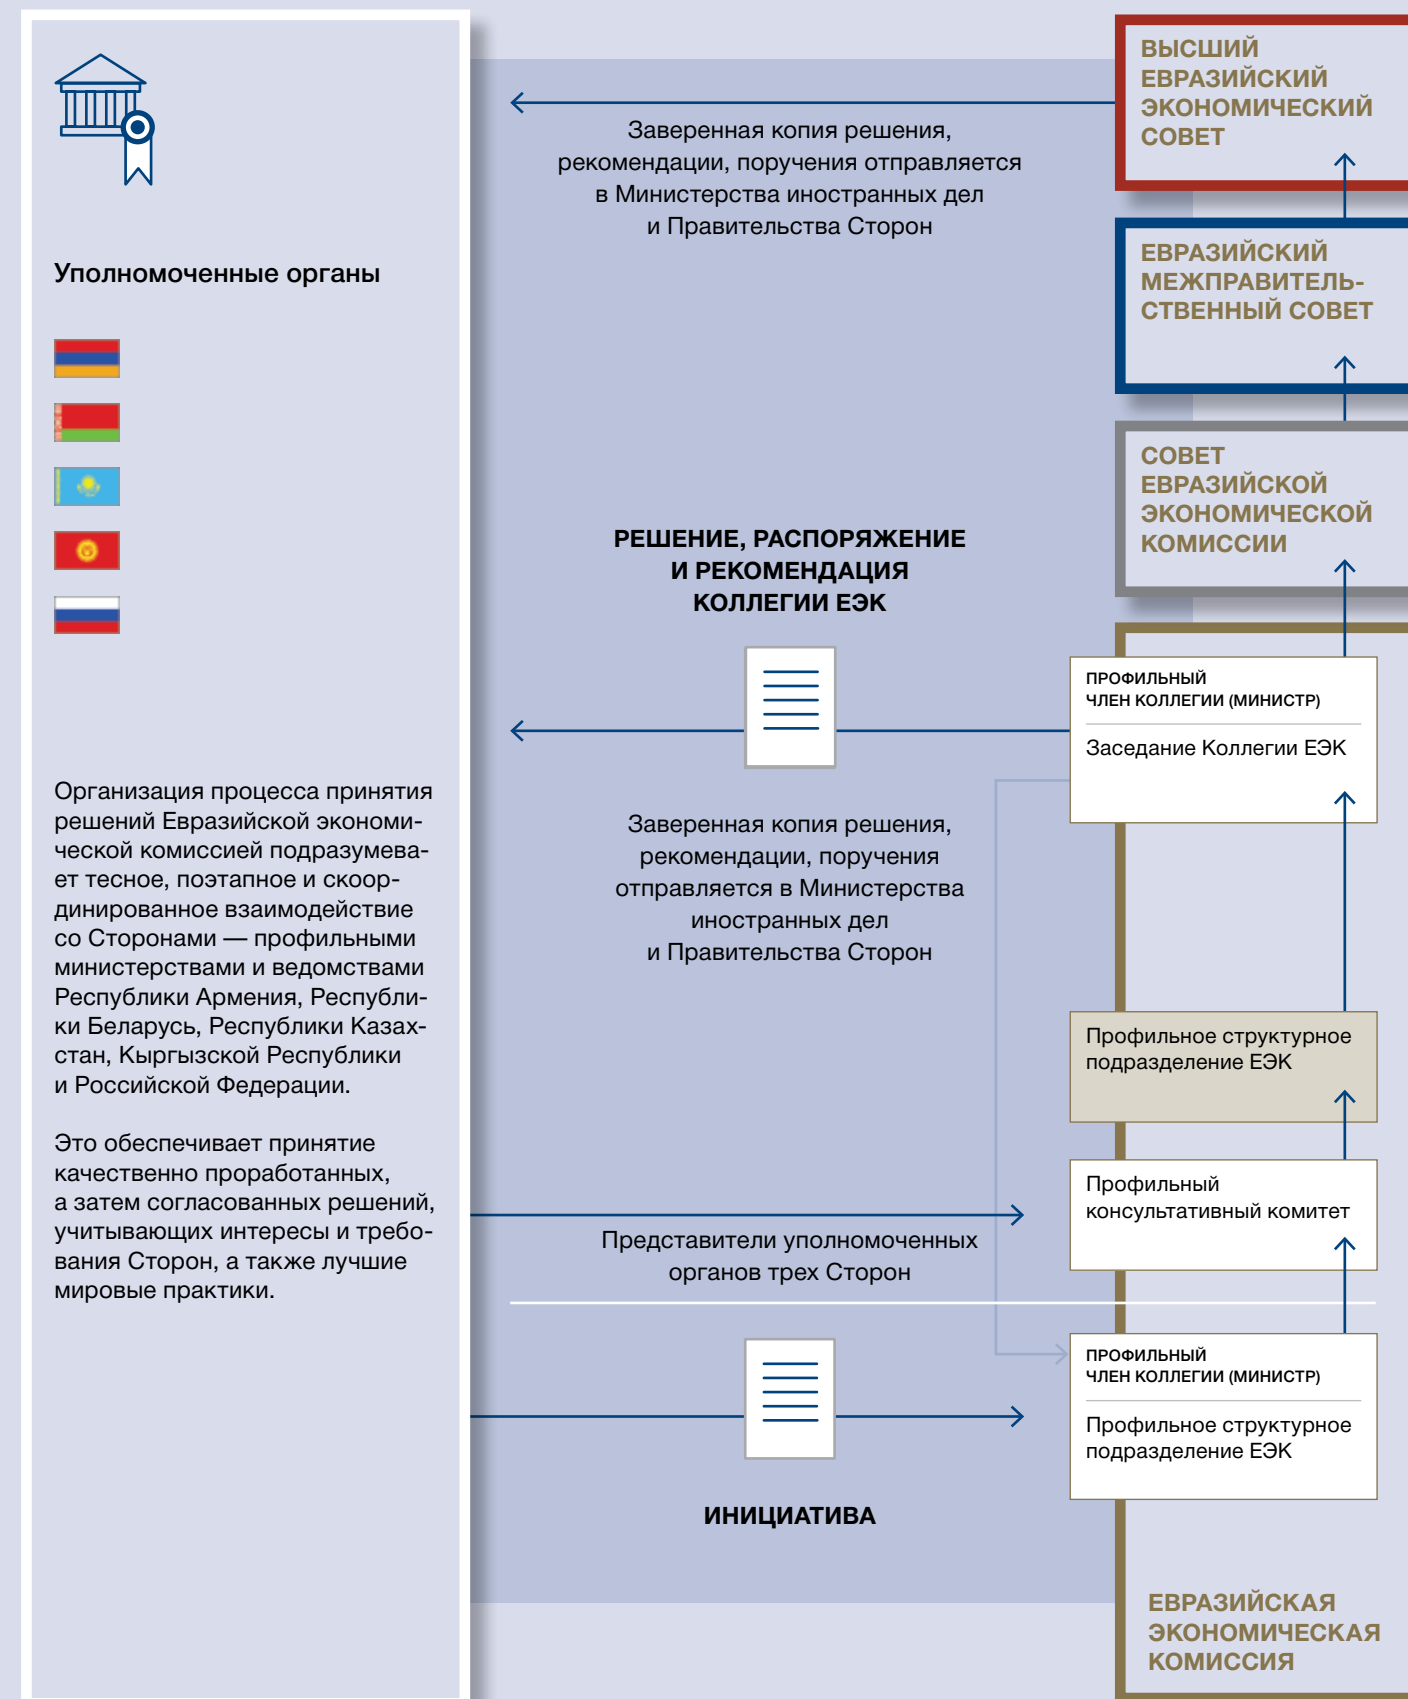 Уполномоченные органы
Организация процесса принятия
решений Евразийской экономи-
ческой комиссией подразумева-
ет тесное, поэтапное и скоор-
динированное взаимодействие
со Сторонами — профильными
министерствами и ведомствами
Республики Армения, Республи-
ки Беларусь, Республики Казах-
стан, Кыргызской Республики
и Российской Федерации.
Это обеспечивает принятие
качественно проработанных,
а затем согласованных решений,
учитывающих интересы и требо-
вания Сторон, а также лучшие
мировые практики.
Заверенная копия решения,
рекомендации, поручения отправляется
в Министерства иностранных дел
и Правительства Сторон
РЕШЕНИЕ, РАСПОРЯЖЕНИЕ
И РЕКОМЕНДАЦИЯ
КОЛЛЕГИИ ЕЭК
Заверенная копия решения,
рекомендации, поручения
отправляется в Министерства
иностранных дел
и Правительства Сторон
Представители уполномоченных
органов трех Сторон
ИНИЦИАТИВА
ВЫСШИЙ
ЕВРАЗИЙСКИЙ
ЭКОНОМИЧЕСКИЙ
СОВЕТ
ЕВРАЗИЙСКИЙ
МЕЖПРАВИТЕЛЬ-
СТВЕННЫЙ СОВЕТ
СОВЕТ
ЕВРАЗИЙСКОЙ
ЭКОНОМИЧЕСКОЙ
КОМИССИИ
ПРОФИЛЬНЫЙ
ЧЛЕН КОЛЛЕГИИ (МИНИСТР)
Заседание Коллегии ЕЭК
Профильное структурное
подразделение ЕЭК
Профильный
консультативный комитет
ПРОФИЛЬНЫЙ
ЧЛЕН КОЛЛЕГИИ (МИНИСТР)
Профильное структурное
подразделение ЕЭК
ЕВРАЗИЙСКАЯ
ЭКОНОМИЧЕСКАЯ
КОМИССИЯ